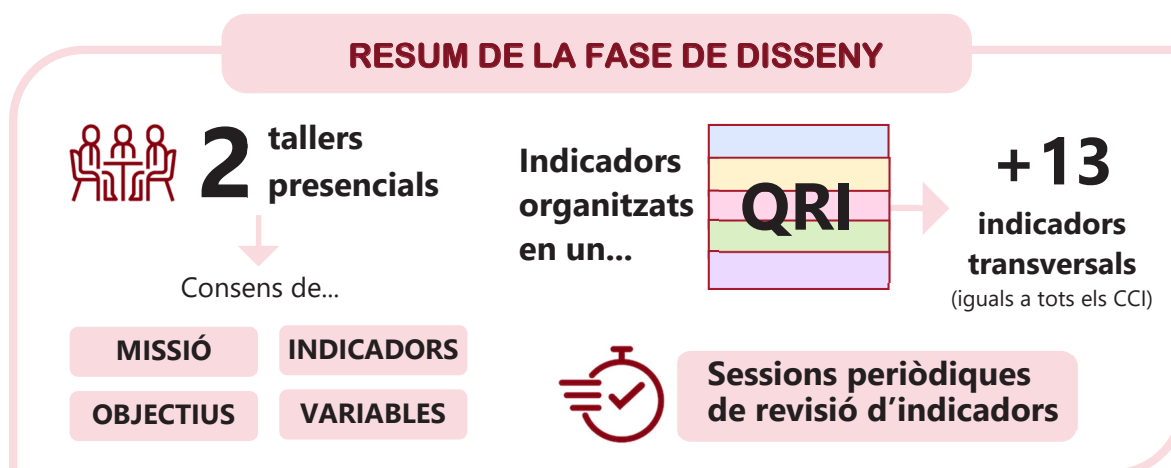 RESUM DE LA FASE DE DISSENY
2
tallers
presencials
Consens de...
MISSIÓ
INDICADORS
OBJECTIUS
VARIABLES
Indicadors
organitzats
en un...
QRI
+13
indicadors
transversals
(iguals a tots els CCI)
Sessions periòdiques
de revisió d’indicadors